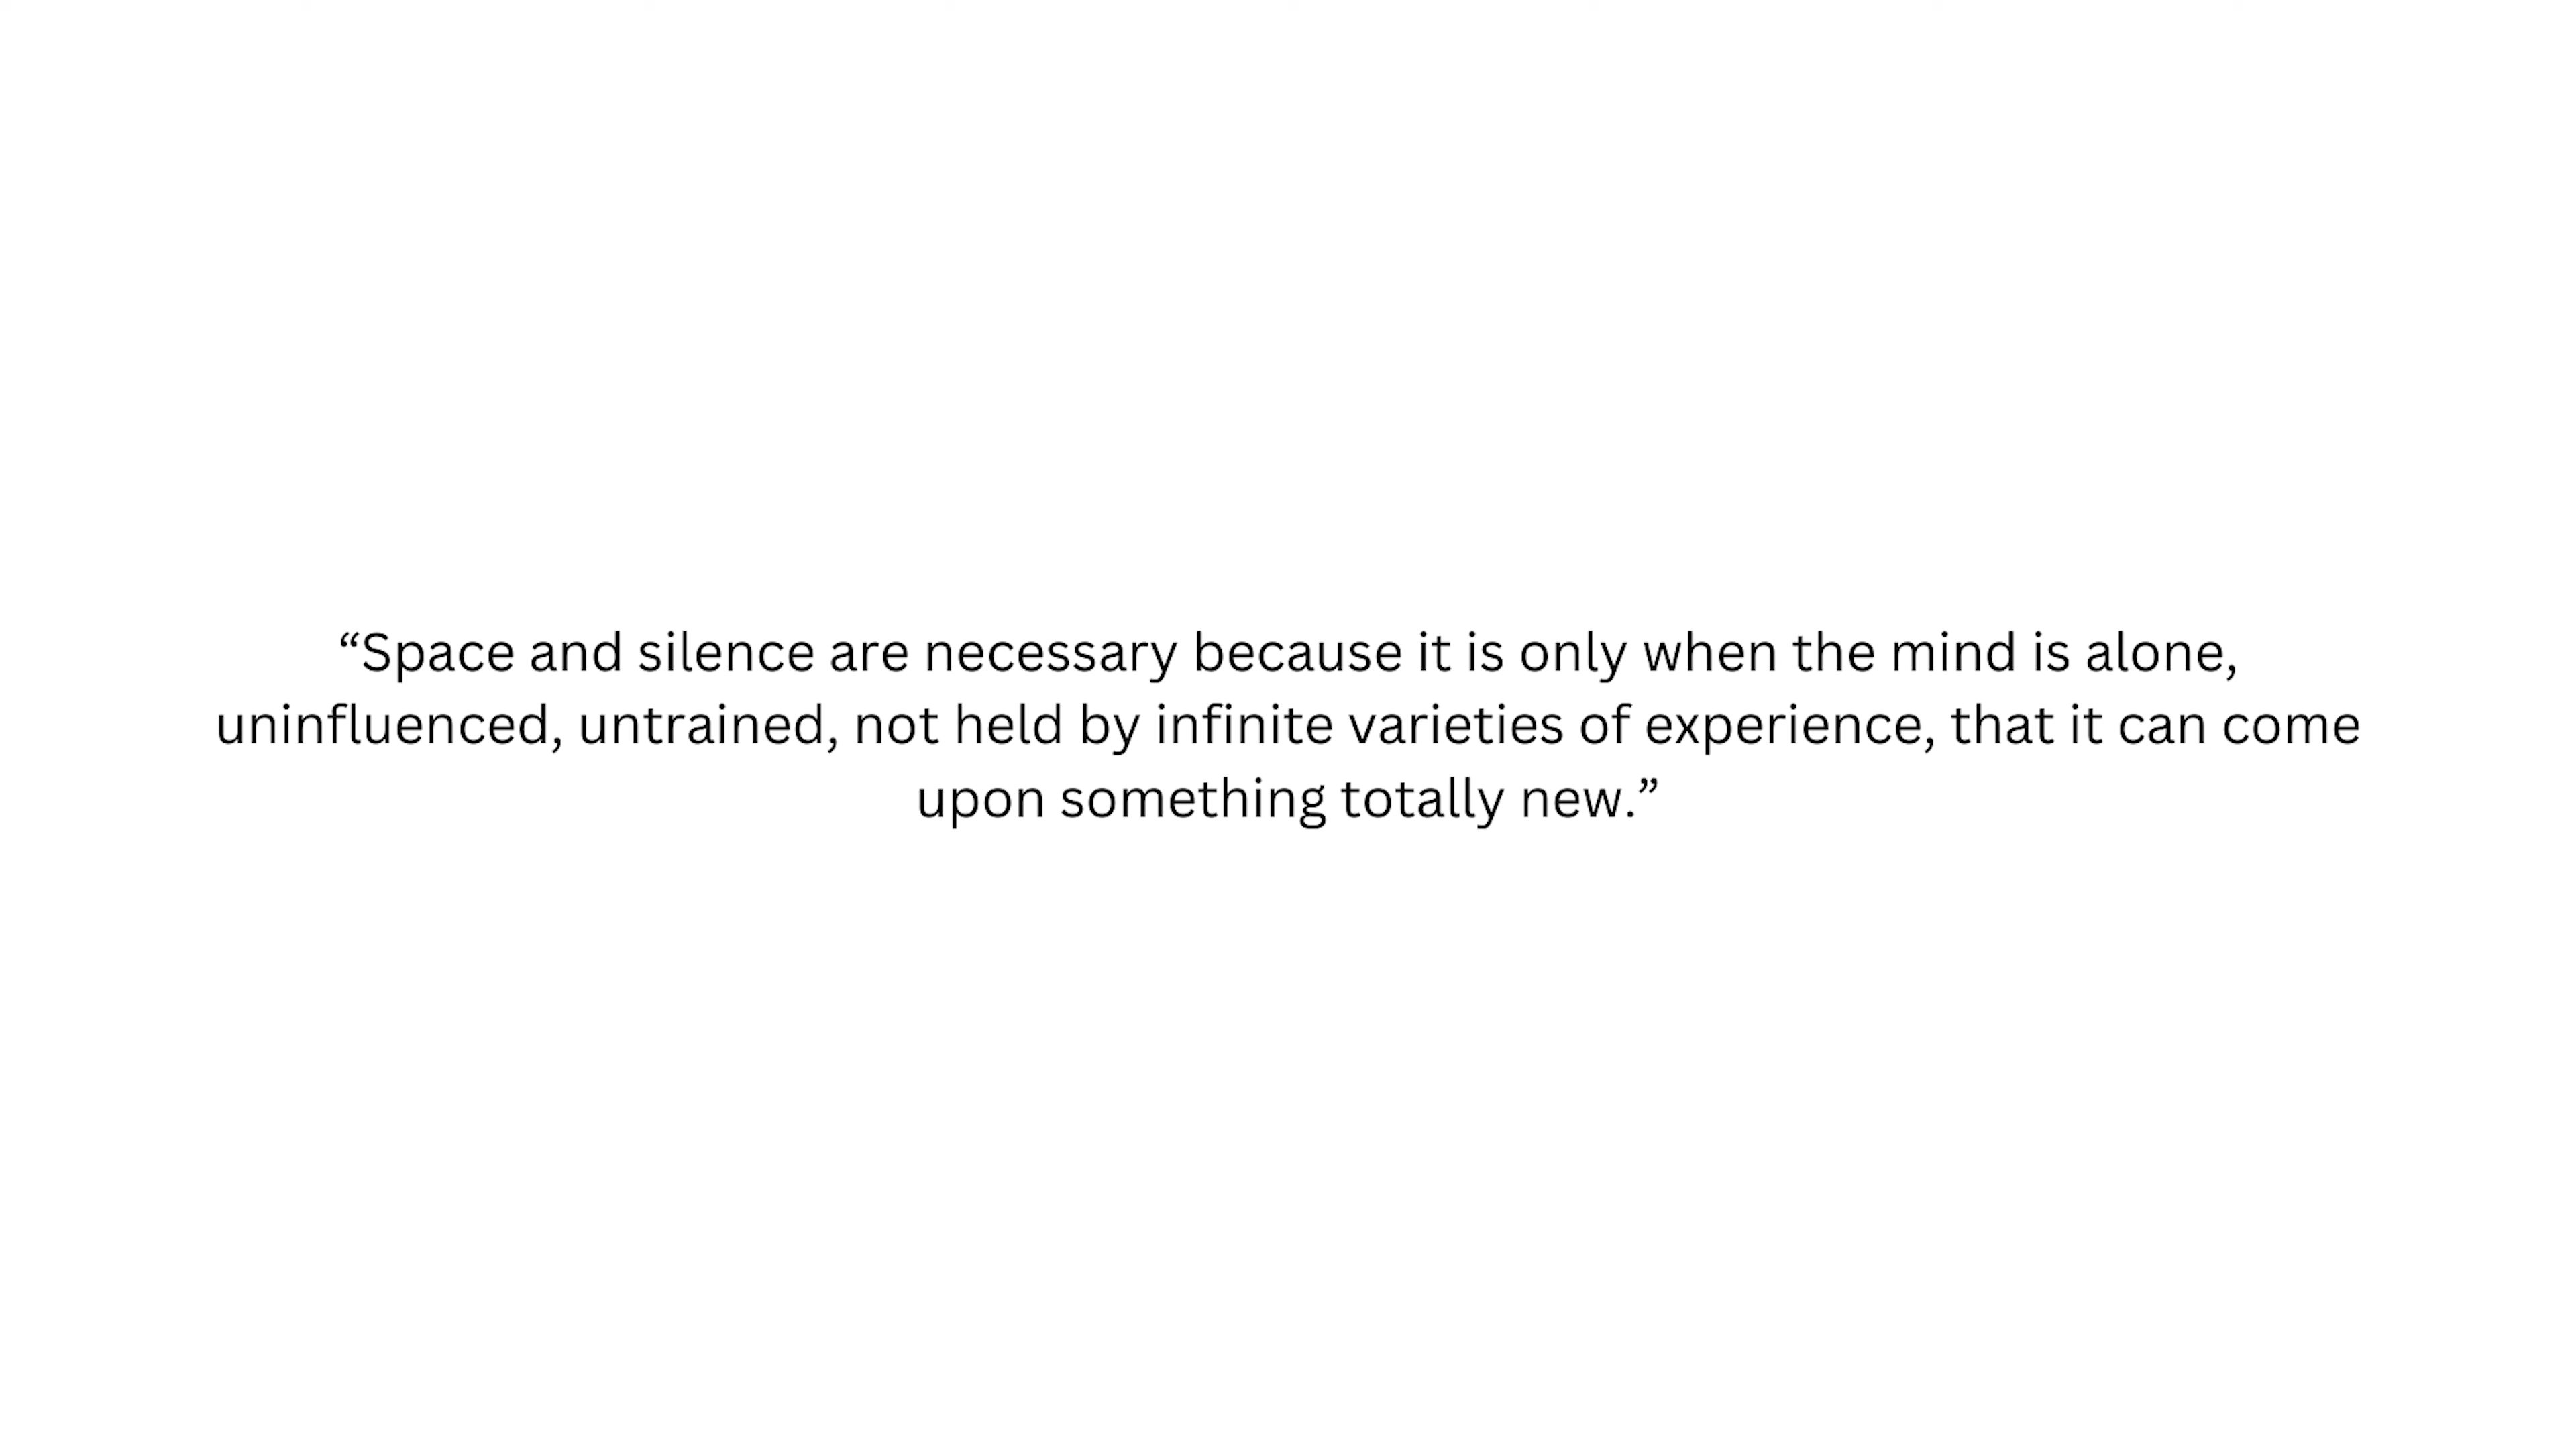 “Space and silence are necessary because it is only when the mind is alone,
uninfluenced, untrained, not held by infinite varieties of experience, that it can come
upon something totally new.”